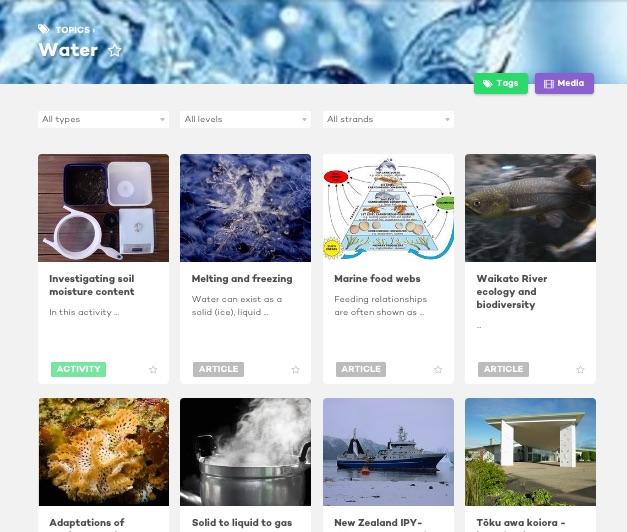 TOPICS ›
Water
Tags
Media
All types
All levels
All strands
Investigating soil
moisture content
In this activity ...
ACTIVITY
Melting and freezing
Water can exist as a
solid (ice), liquid ...
ARTICLE
Marine food webs
Feeding relationships
are often shown as ...
ARTICLE
Waikato River
ecology and
biodiversity
...
ARTICLE
Adaptations of
Solid to liquid to gas
New Zealand IPY-
Tōku awa koiora -